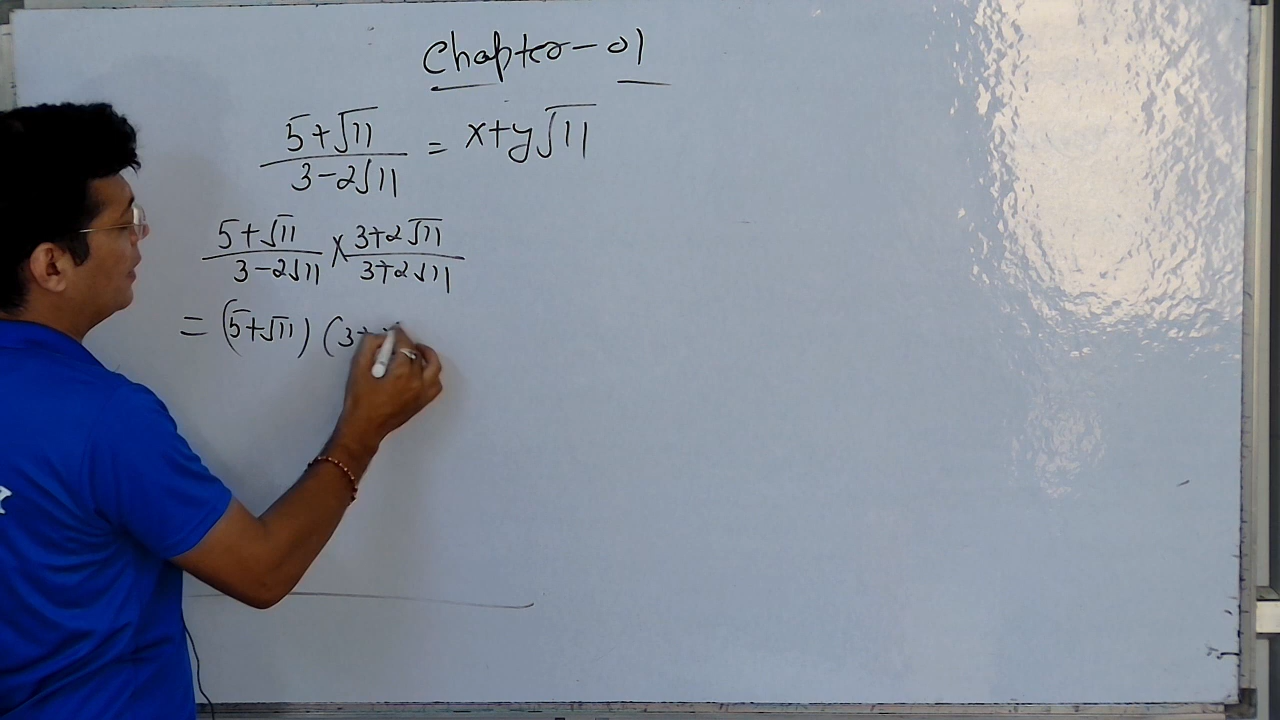 Chapter-01
5+√11 / 3-2√11 = x+y√11
5+√11 / 3-2√11 × 3+2√11 / 3+2√11
= (5+√11) (3+